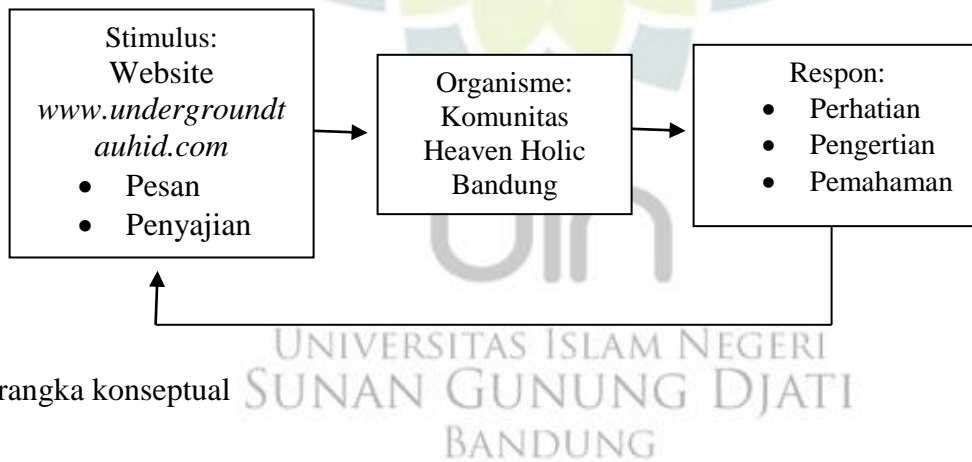 Stimulus:
Website
www.undergroundt
auhid.com
• Pesan
• Penyajian
Organisme:
Komunitas
Heaven Holic
Bandung
Respon:
• Perhatian
• Pengertian
• Pemahaman
uin
UNIVERSITAS ISLAM NEGERI
rangka konseptual
SUNAN GUNUNG DJATI
BANDUNG